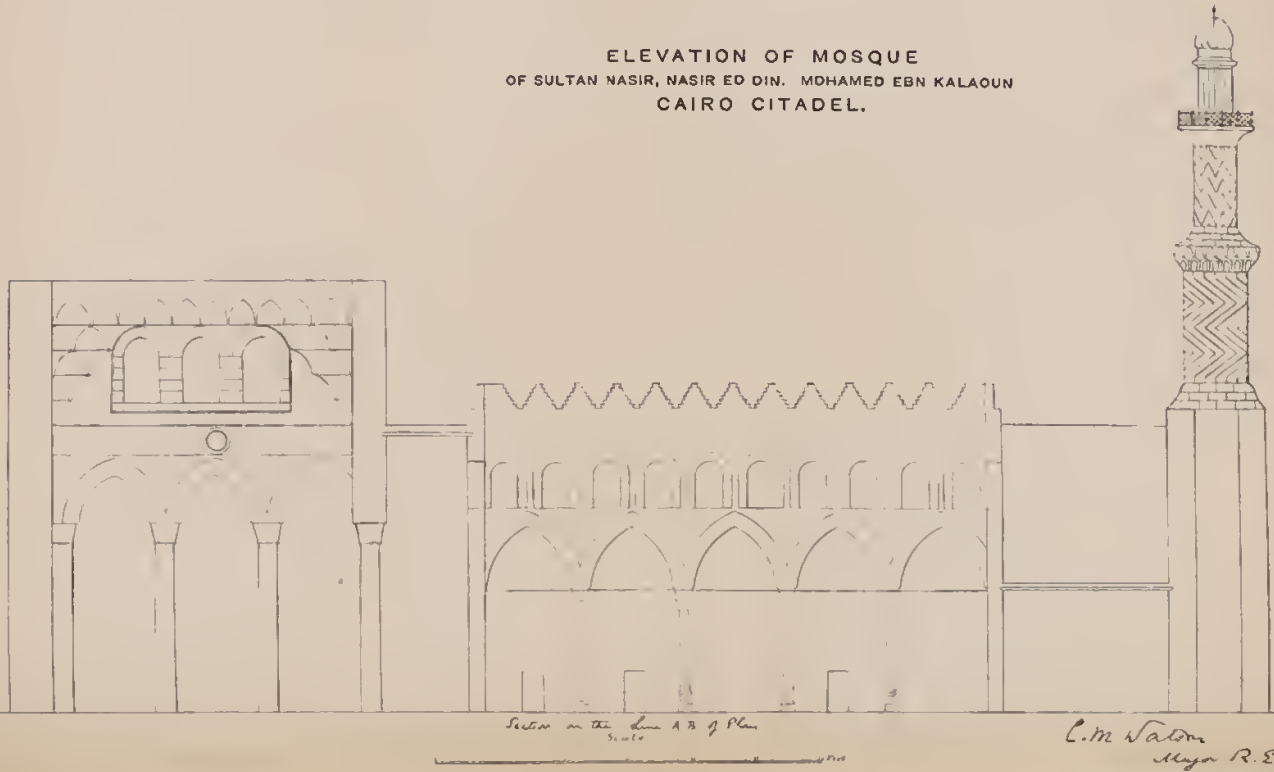 ELEVATION OF MOSQUE
OF SULTAN NASIR, NASIR ED DIN. MOHAMED EBN KALAOUN
CAIRO CITADEL.
Section on the Line A B of Plan
Scale
C. M Watson
Major R. E